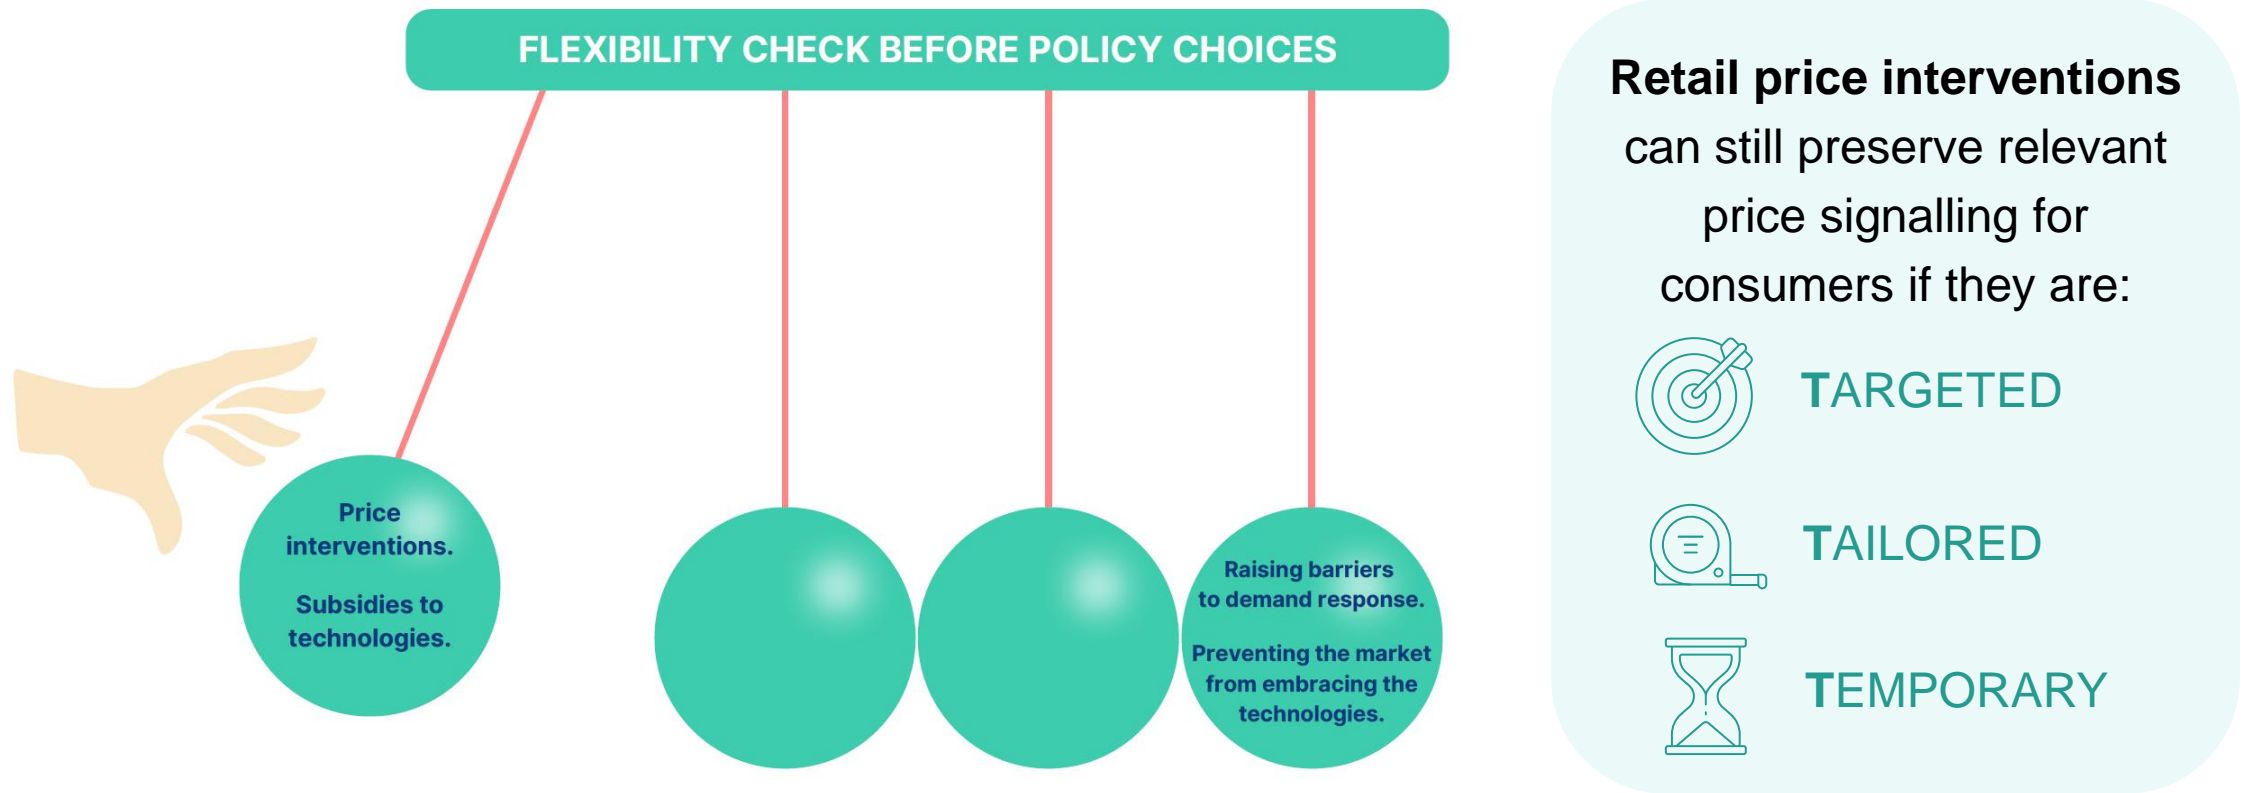 FLEXIBILITY CHECK BEFORE POLICY CHOICES
Price
interventions.
Subsidies to
technologies.
Raising barriers
to demand response.
Preventing the market
from embracing the
technologies.
Retail price interventions
can still preserve relevant
price signalling for
consumers if they are:
TARGETED
TAILORED
TEMPORARY